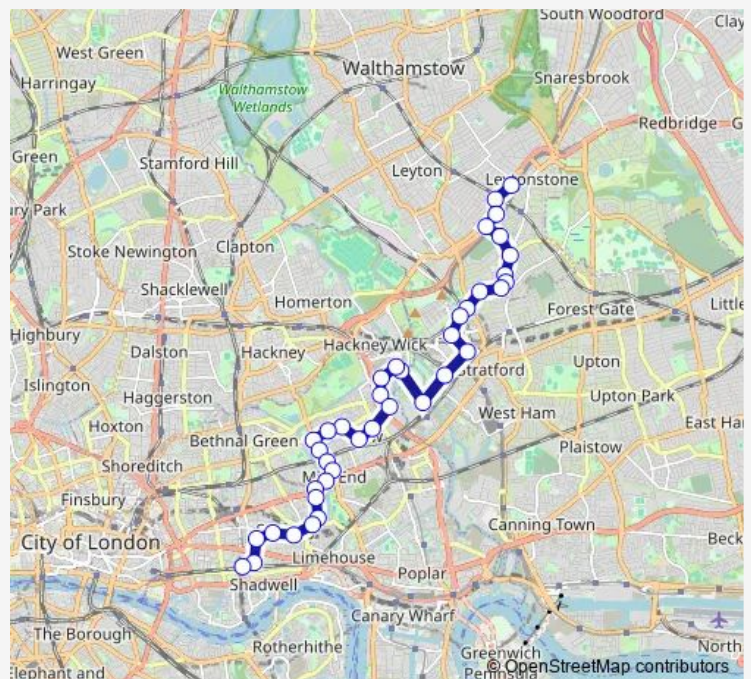 South Woodford
Clay
West Green
Walthamstow
Snaresbrook
Harringay
Walthamstow
Wetlands
Redbridge
G
Green
Stamford Hill
Leyton
Leytonstone
ury Park
Stoke Newington
Clapton
Shacklewell
Homerton
Forest Gate
Little
Highbury
Hackney Wick
Dalston
Hackney
Upton
Stratford
Islington
Haggerston
Upton Park
West Ham
Hoxton
East Ha
Bethnal Green
Plaistow
Shoreditch
End
Finsbury
Canning Town
City of London
Beck
Limehouse
Poplar
Shadwell
Canary Wharf
The Borough
Rotherhithe
North
Greenwich
Peninsula
Elephant and
© OpenStreetMap contributors